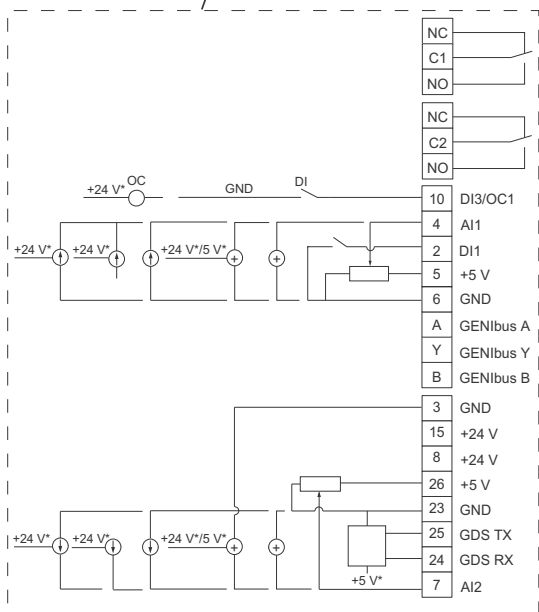 NC
C1
NO
NC
C2
NO
+24 V* OC GND DI 10 DI3/OC1
4 AI1
2 DI1
+24 V* +24 V* +24 V*/5 V* + +
5 +5 V
6 GND
A GENIbus A
Y GENIbus Y
B GENIbus B
3 GND
15 +24 V
8 +24 V
26 +5 V
23 GND
25 GDS TX
+24 V* +24 V* +24 V*/5 V* + +
24 GDS RX
+5 V*
7 AI2